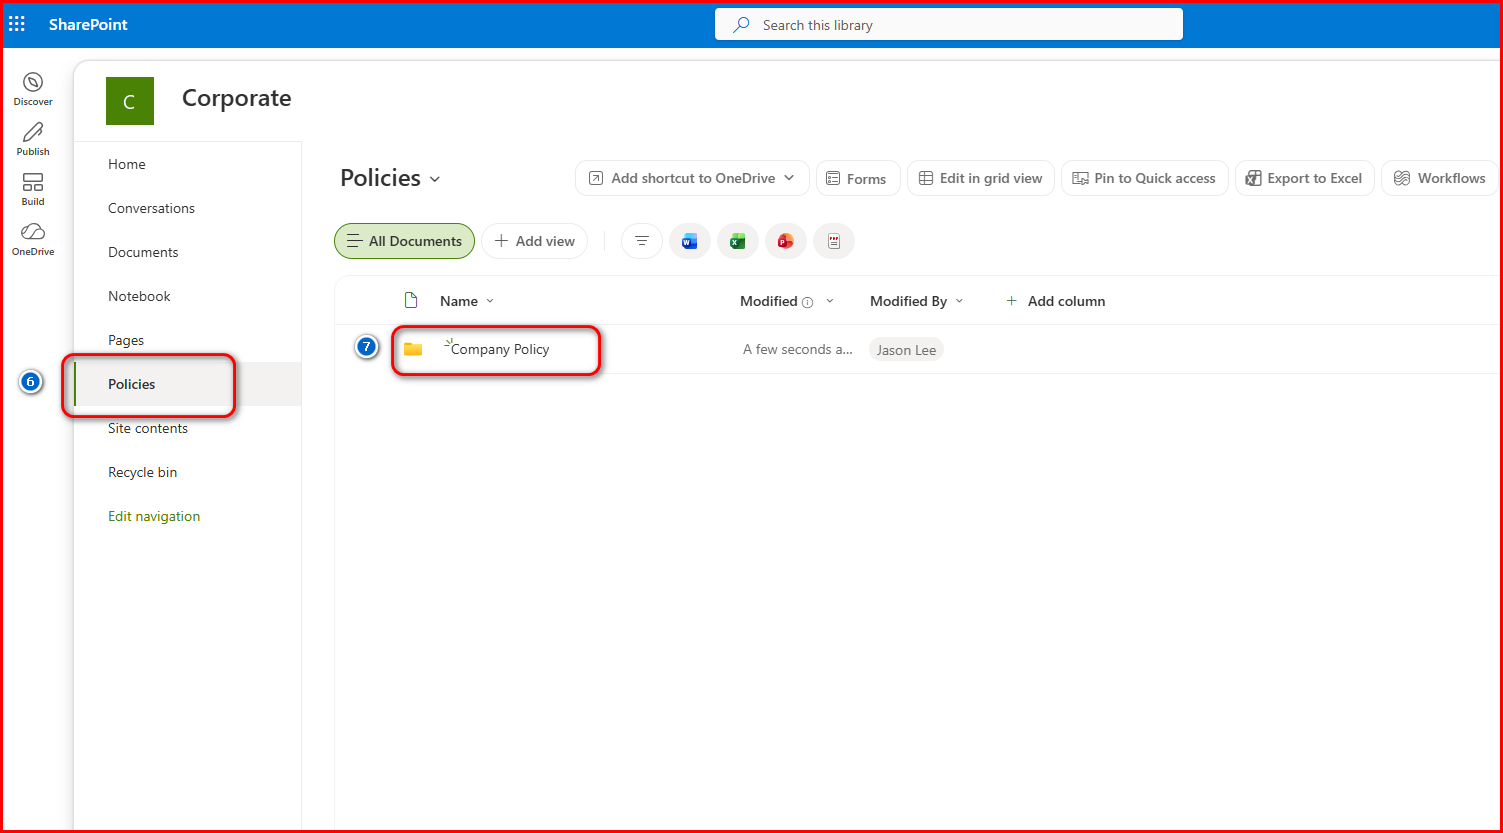 SharePoint
Search this library
Discover
Publish
Build
OneDrive
C
Corporate
Home
Conversations
Documents
Notebook
Pages
6
Policies
Site contents
Recycle bin
Edit navigation
Policies
Add shortcut to OneDrive
Forms
Edit in grid view
Pin to Quick access
Export to Excel
Workflows
All Documents
Add view
W
X
P
PDF
Name
Modified
Modified By
Add column
7
Company Policy
A few seconds a...
Jason Lee